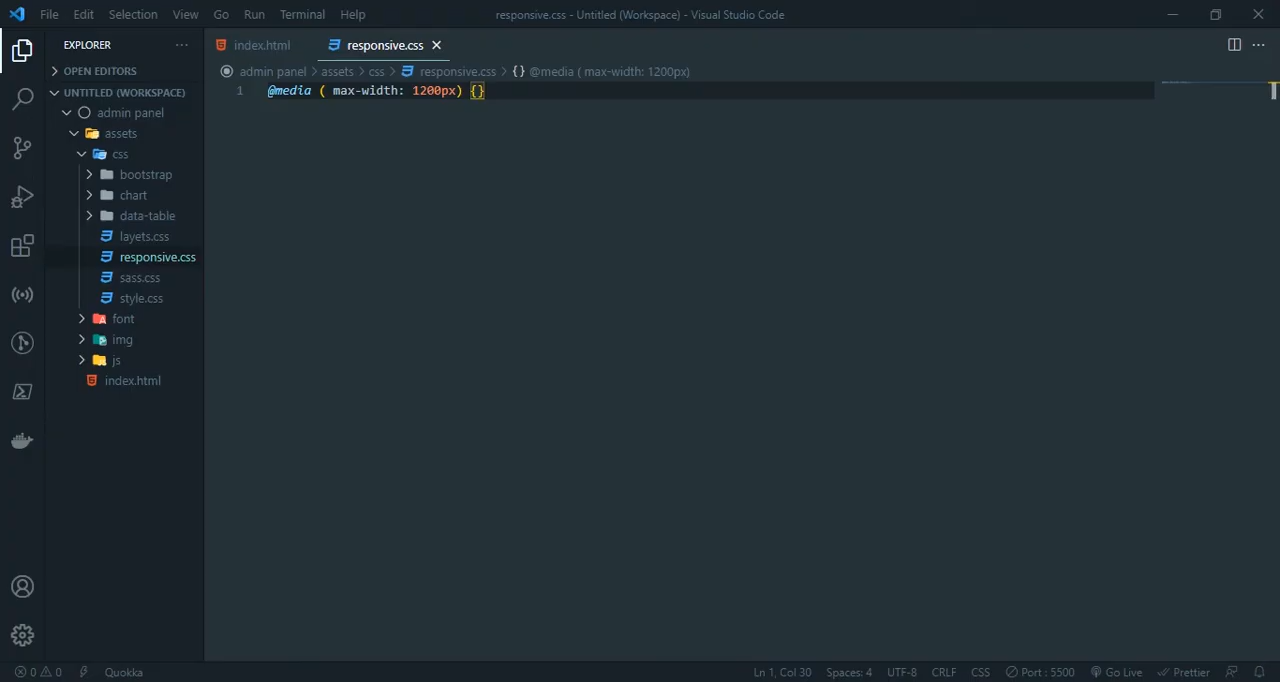 File Edit Selection View Go Run Terminal Help
responsive.css - Untitled (Workspace) - Visual Studio Code
EXPLORER
OPEN EDITORS
UNTITLED (WORKSPACE)
admin panel
assets
css
bootstrap
chart
data-table
layets.css
responsive.css
sass.css
style.css
font
img
js
index.html
index.html responsive.css
admin panel > assets > css > responsive.css > {} @media ( max-width: 1200px)
1 @media ( max-width: 1200px) {}
0 0 Quokka
Ln 1, Col 30 Spaces: 4 UTF-8 CRLF CSS Port : 5500 Go Live Prettier